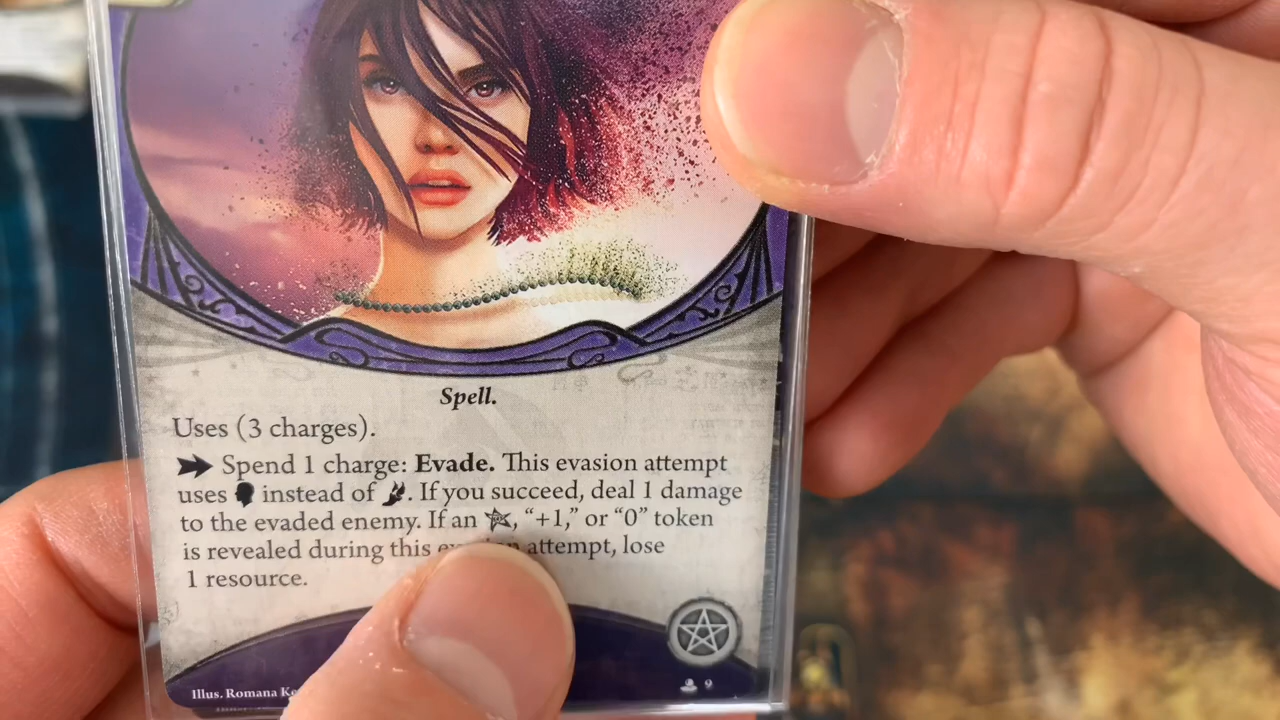 Spell.
Uses (3 charges).
Spend 1 charge: Evade. This evasion attempt
uses instead of . If you succeed, deal 1 damage
to the evaded enemy. If an , “+1,” or “0” token
is revealed during this attempt, lose
1 resource.
Illus. Romana
9